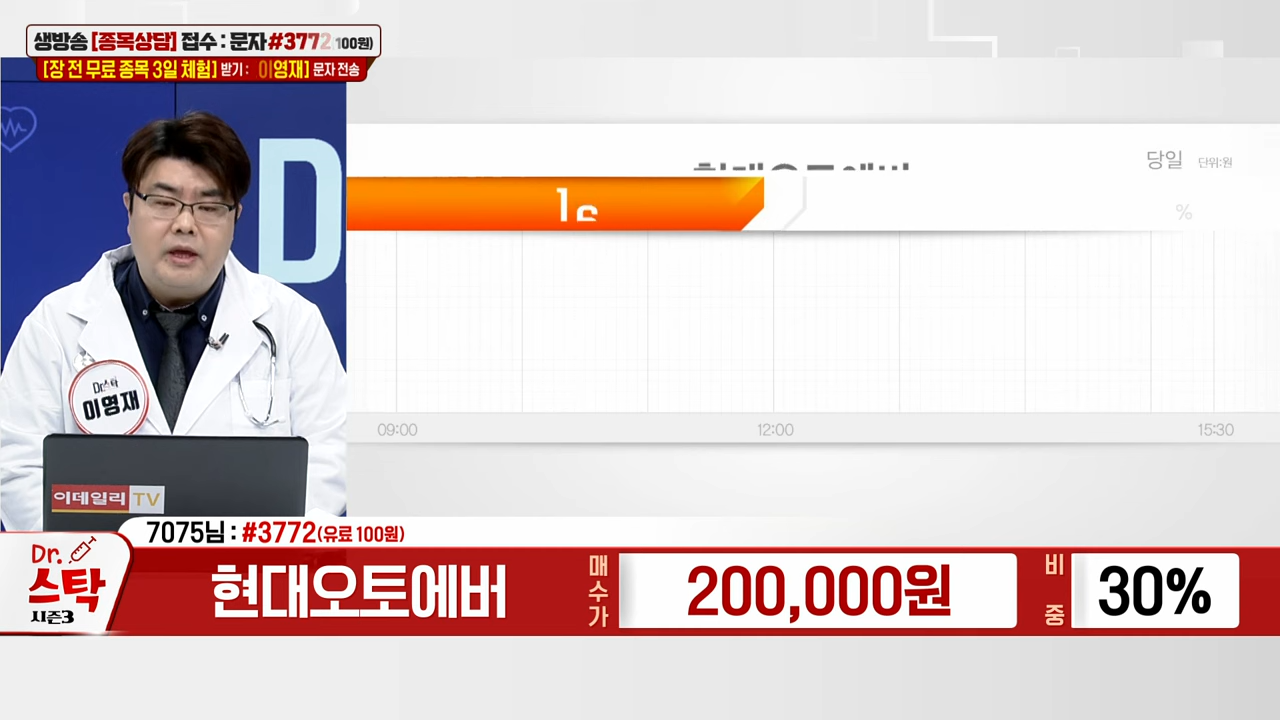 생방송 [종목상담] 접수 : 문자#3772(100원)
[장 전 무료 종목 3일 체험] 받기 : 이영재] 문자 전송
D
당일 단위:원
%
09:00 12:00 15:30
Dr.스탁
이영재
이데일리 TV
7075님 : #3772(유료 100원)
Dr.
스탁
시즌3
현대오토에버
매수가
200,000원
비중
30%